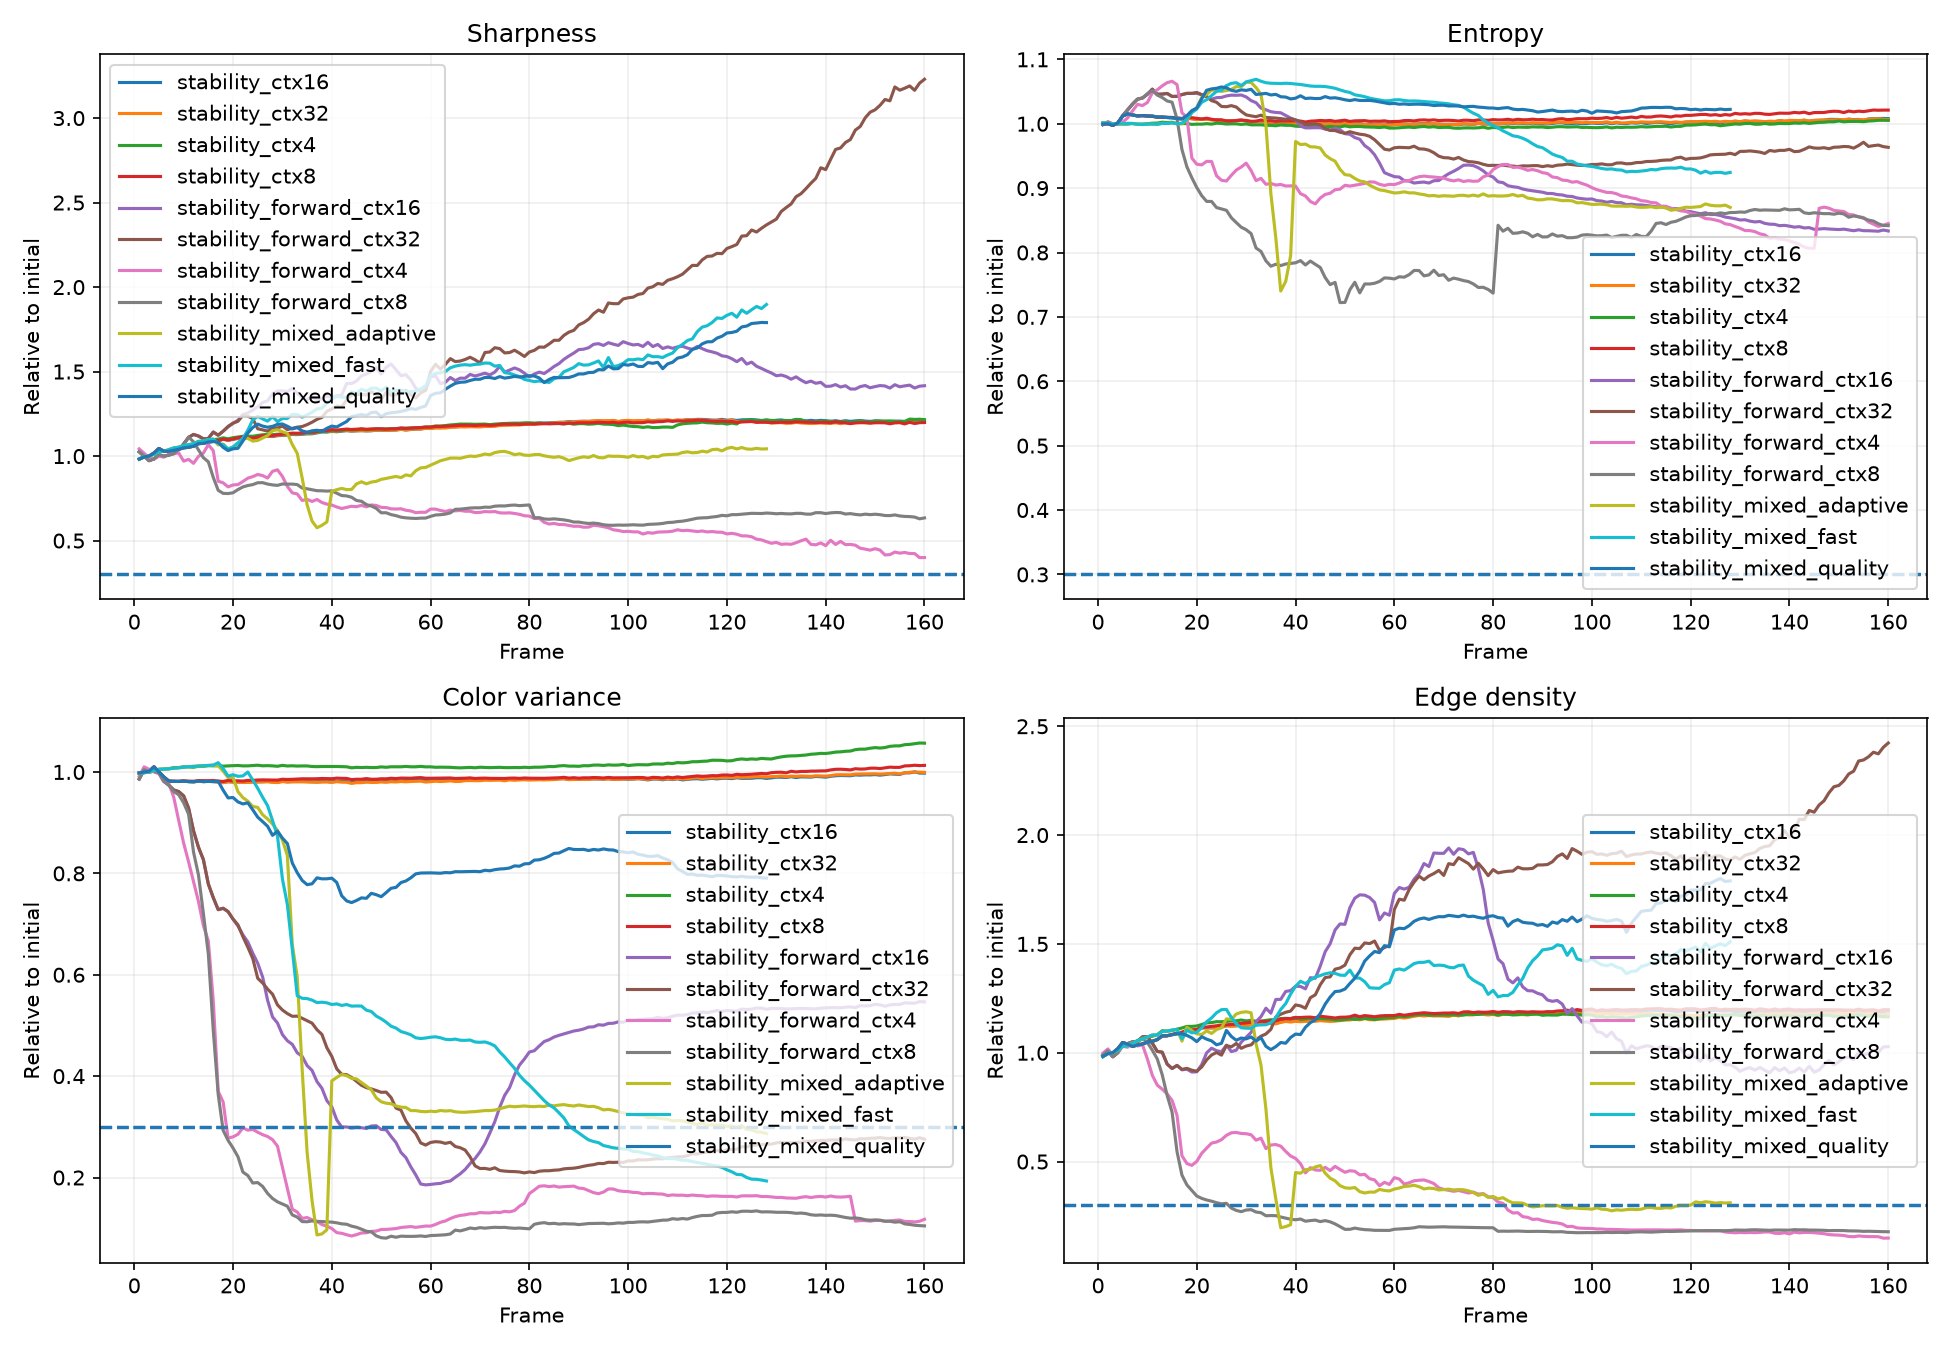 Sharpness
Relative to initial
3.0
2.5
2.0
1.5
1.0
0.5
stability_ctx16
stability_ctx32
stability_ctx4
stability_ctx8
stability_forward_ctx16
stability_forward_ctx32
stability_forward_ctx4
stability_forward_ctx8
stability_mixed_adaptive
stability_mixed_fast
stability_mixed_quality
0 20 40 60 80 100 120 140 160
Frame
Entropy
Relative to initial
1.1
1.0
0.9
0.8
0.7
0.6
0.5
0.4
0.3
stability_ctx16
stability_ctx32
stability_ctx4
stability_ctx8
stability_forward_ctx16
stability_forward_ctx32
stability_forward_ctx4
stability_forward_ctx8
stability_mixed_adaptive
stability_mixed_fast
stability_mixed_quality
0 20 40 60 80 100 120 140 160
Frame
Color variance
Relative to initial
1.0
0.8
0.6
0.4
0.2
stability_ctx16
stability_ctx32
stability_ctx4
stability_ctx8
stability_forward_ctx16
stability_forward_ctx32
stability_forward_ctx4
stability_forward_ctx8
stability_mixed_adaptive
stability_mixed_fast
stability_mixed_quality
0 20 40 60 80 100 120 140 160
Frame
Edge density
Relative to initial
2.5
2.0
1.5
1.0
0.5
stability_ctx16
stability_ctx32
stability_ctx4
stability_ctx8
stability_forward_ctx16
stability_forward_ctx32
stability_forward_ctx4
stability_forward_ctx8
stability_mixed_adaptive
stability_mixed_fast
stability_mixed_quality
0 20 40 60 80 100 120 140 160
Frame